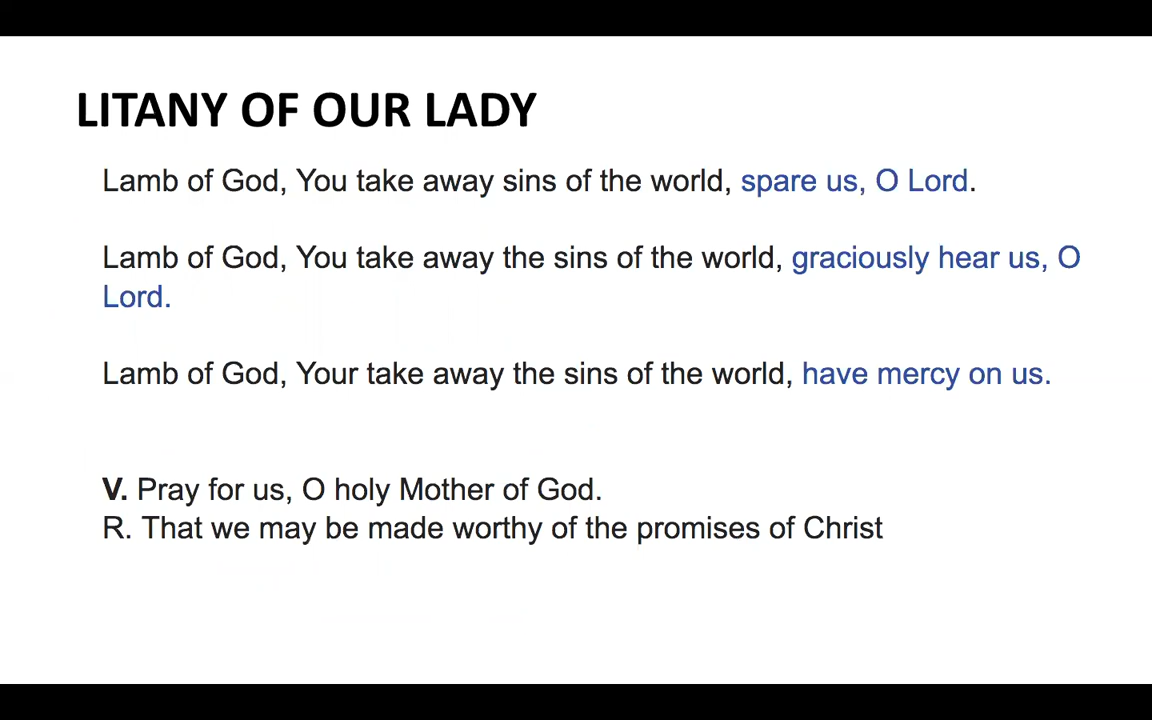 LITANY OF OUR LADY
Lamb of God, You take away sins of the world, spare us, O Lord.
Lamb of God, You take away the sins of the world, graciously hear us, O
Lord.
Lamb of God, Your take away the sins of the world, have mercy on us.
V. Pray for us, O holy Mother of God.
R. That we may be made worthy of the promises of Christ